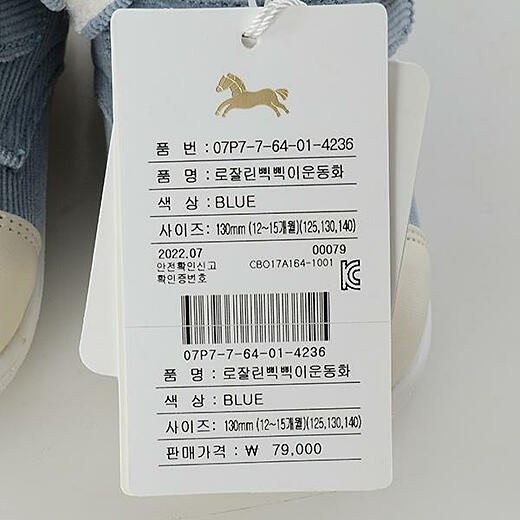 품 번 : 07P7-7-64-01-4236
품 명 : 로잘린삑삑이운동화
색 상 : BLUE
사이즈 : 130mm (12~15개월)(125,130,140)
2022.07 00079
안전확인신고 CB017A164-1001
확인증번호
07P7-7-64-01-4236
품 명 : 로잘린삑삑이운동화
색 상 : BLUE
사이즈 : 130mm (12~15개월)(125,130,140)
판매가격 : ₩ 79,000